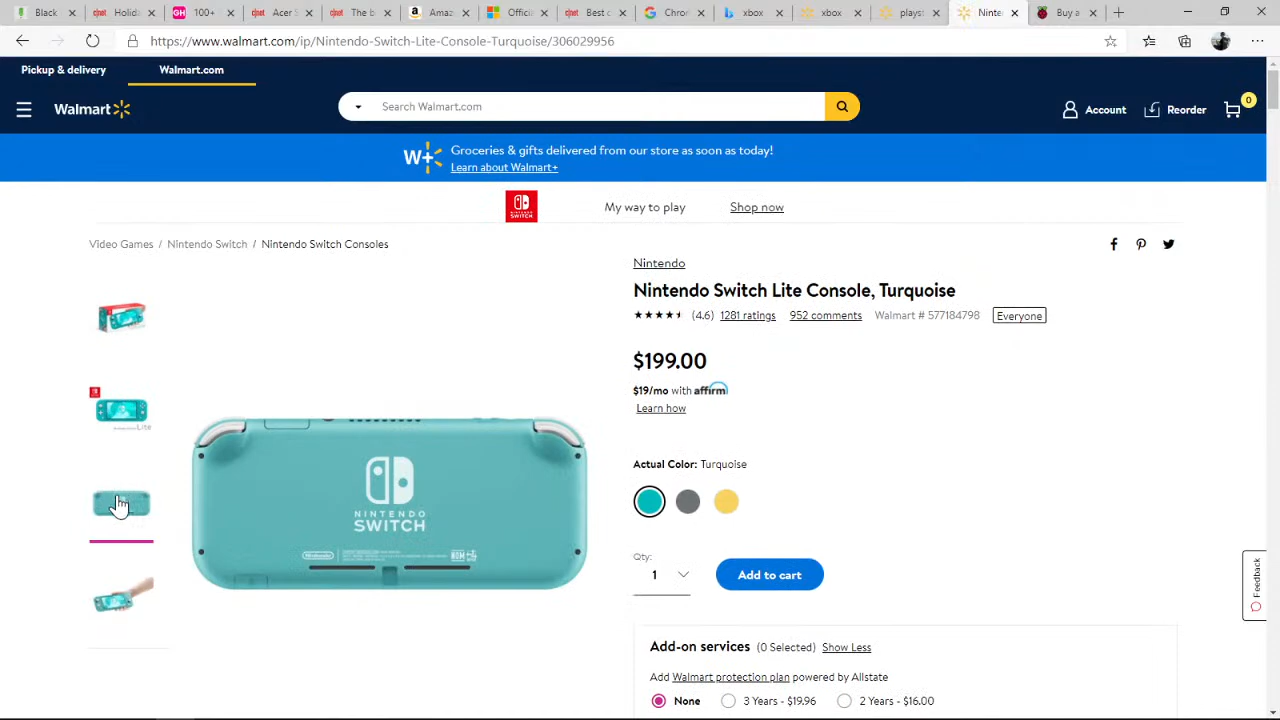 Black
Holida
100+
Acer S
The b
Amaz
Offici
Best c
Chro
xbox
xbox
playst
Ninte
Buy a
https://www.walmart.com/ip/Nintendo-Switch-Lite-Console-Turquoise/306029956
Pickup & delivery
Walmart.com
Walmart
Search Walmart.com
Account
Reorder
0
W+
Groceries & gifts delivered from our store as soon as today!
Learn about Walmart+
NINTENDO
SWITCH
My way to play
Shop now
Video Games / Nintendo Switch / Nintendo Switch Consoles
Nintendo
Nintendo Switch Lite Console, Turquoise
(4.6) 1281 ratings 952 comments Walmart # 577184798 Everyone
$199.00
$19/mo with affirm
Learn how
Lite
NINTENDO
SWITCH
Nintendo
Actual Color: Turquoise
Qty:
1
Add to cart
Feedback
Add-on services (0 Selected) Show Less
Add Walmart protection plan powered by Allstate
None
3 Years - $19.96
2 Years - $16.00